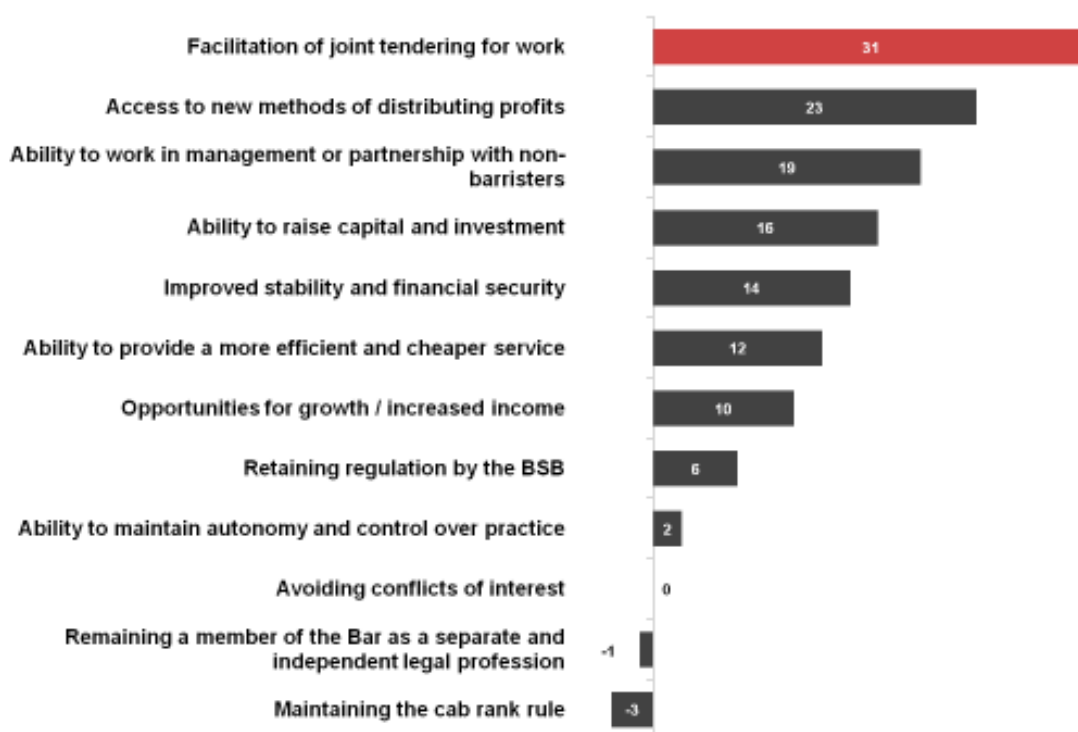 Facilitation of joint tendering for work 31
Access to new methods of distributing profits 23
Ability to work in management or partnership with non-
barristers 19
Ability to raise capital and investment 16
Improved stability and financial security 14
Ability to provide a more efficient and cheaper service 12
Opportunities for growth / increased income 10
Retaining regulation by the BSB 6
Ability to maintain autonomy and control over practice 2
Avoiding conflicts of interest 0
Remaining a member of the Bar as a separate and
independent legal profession -1
Maintaining the cab rank rule -3